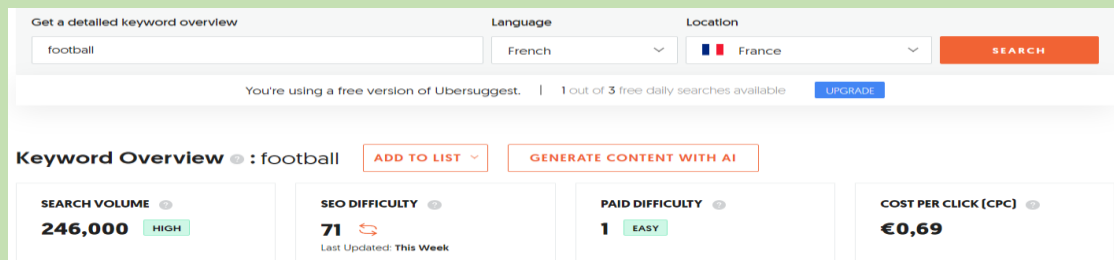 Get a detailed keyword overview Language Location
football French France SEARCH
You're using a free version of Ubersuggest. | 1 out of 3 free daily searches available UPGRADE
Keyword Overview ? : football ADD TO LIST GENERATE CONTENT WITH AI
SEARCH VOLUME ? SEO DIFFICULTY ? PAID DIFFICULTY ? COST PER CLICK (CPC) ?
246,000 HIGH 71 1 EASY €0,69
Last Updated: This Week